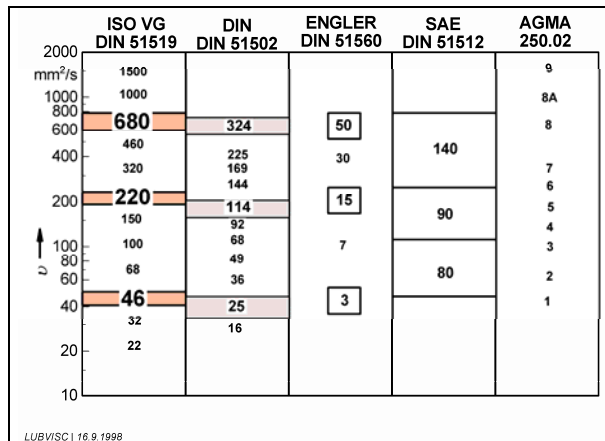 ISO VG DIN ENGLER SAE AGMA
DIN 51519 DIN 51502 DIN 51560 DIN 51512 250.02
2000
mm²/s 1500 9
1000 1000 8A
800
680 324 50 8
600
460 140
400 225 30
320 169 7
144 6
220 15
200 114 5
150 92 90 4
100 100 68 7 3
80 68 49 80 2
60 36
46 3 1
40 25
32 16
20 22
10
υ
LUBVISC | 16.9.1998